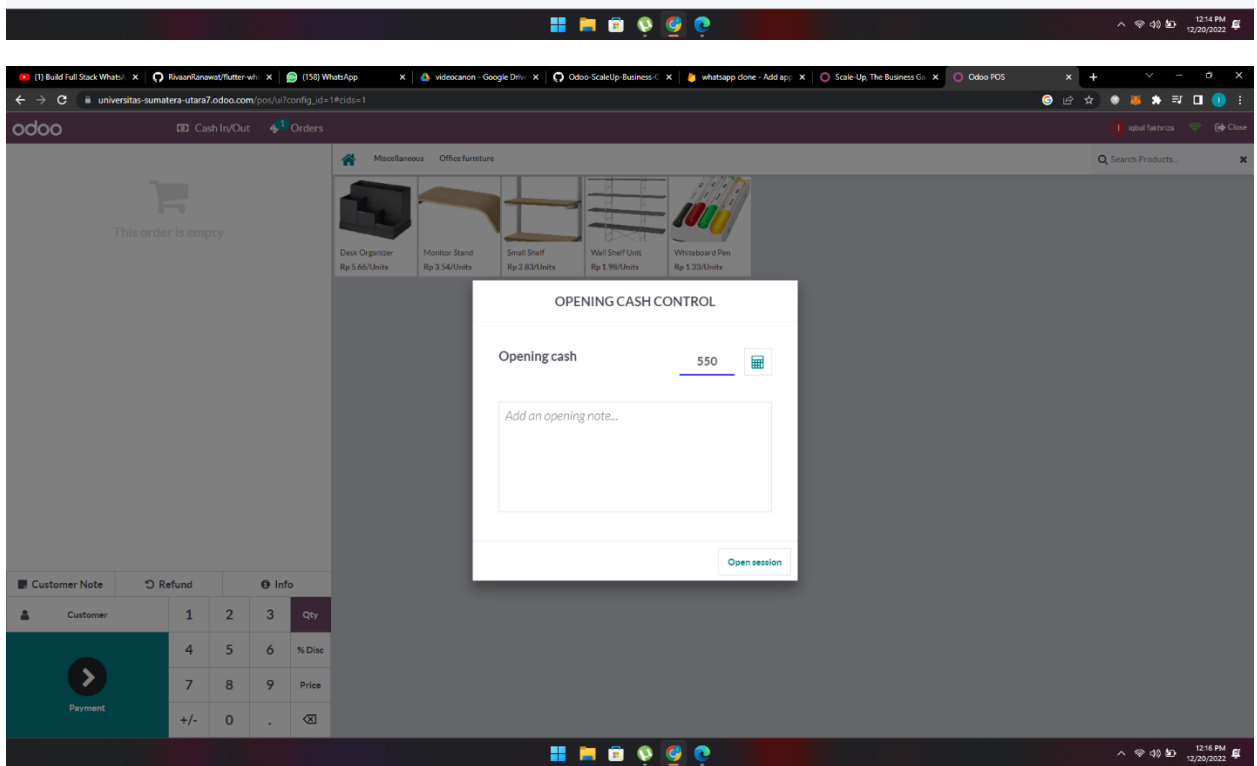 12:14 PM
12/20/2022
(1) Build Full Stack WhatsA
RivaanRanawat/flutter-wh
(158) WhatsApp
videocanon - Google Drive
Odoo-ScaleUp-Business-G
whatsapp clone - Add app
Scale-Up, The Business Ga
Odoo POS
universitas-sumatera-utara7.odoo.com/pos/ui?config_id=1#cids=1
odoo
Cash In/Out
1
Orders
I
iqbal fakhriza
Close
This order is empty
Miscellaneous
Office furniture
Search Products...
Desk Organizer
Rp 5.66/Units
Monitor Stand
Rp 3.54/Units
Small Shelf
Rp 2.83/Units
Wall Shelf Unit
Rp 1.98/Units
Whiteboard Pen
Rp 1.33/Units
OPENING CASH CONTROL
Opening cash
550
Add an opening note...
Open session
Customer Note
Refund
Info
Customer
1 2 3 Qty
4 5 6 % Disc
7 8 9 Price
+/- 0 .
Payment
12:16 PM
12/20/2022